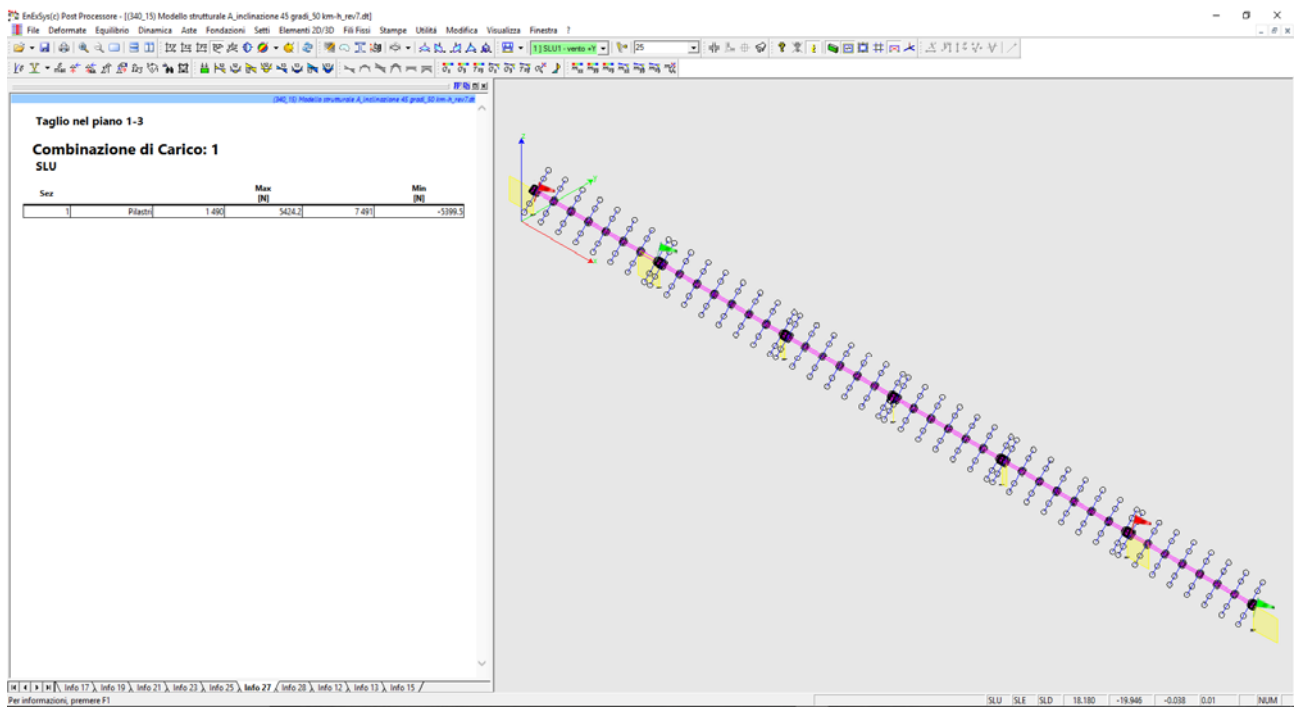 EnExSys(c) Post Processore - [(340_15) Modello strutturale A_inclinazione 45 gradi_50 km-h_rev7.dt]
File Deformate Equilibrio Dinamica Aste Fondazioni Setti Elementi 2D/3D Fili Fissi Stampe Utilità Modifica Visualizza Finestra ?
1] SLU1 - vento +Y
25
(340_15) Modello strutturale A_inclinazione 45 gradi_50 km-h_rev7.dt
Taglio nel piano 1-3
Combinazione di Carico: 1
SLU
Sez Max Min
[N] [N]
1 Pilastri 1 490 5424.2 7 491 -5399.5
Z
Y
X
Info 17 Info 19 Info 21 Info 23 Info 25 Info 27 Info 28 Info 12 Info 13 Info 15
Per informazioni, premere F1 SLU SLE SLD 18.180 -19.946 -0.038 0.01 NUM